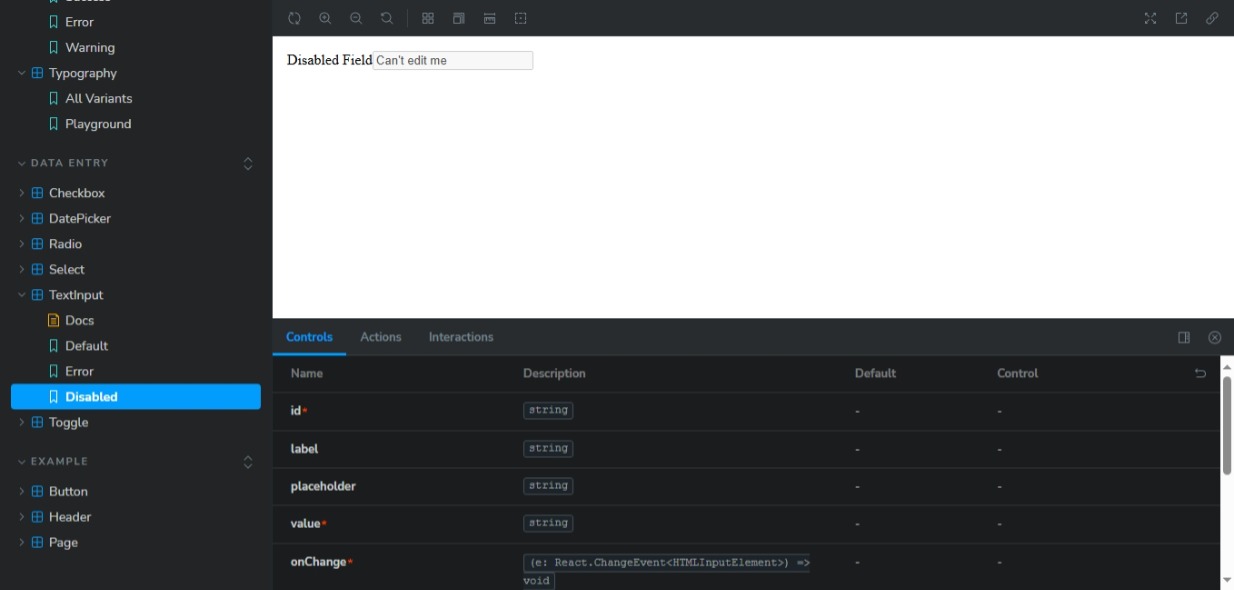 Error
Warning
Typography
All Variants
Playground
DATA ENTRY
Checkbox
DatePicker
Radio
Select
TextInput
Docs
Default
Error
Disabled
Toggle
EXAMPLE
Button
Header
Page
Disabled Field Can't edit me
Controls Actions Interactions
Name Description Default Control
id* string - -
label string - -
placeholder string - -
value* string - -
onChange* (e: React.ChangeEvent<HTMLInputElement>) => - -
void